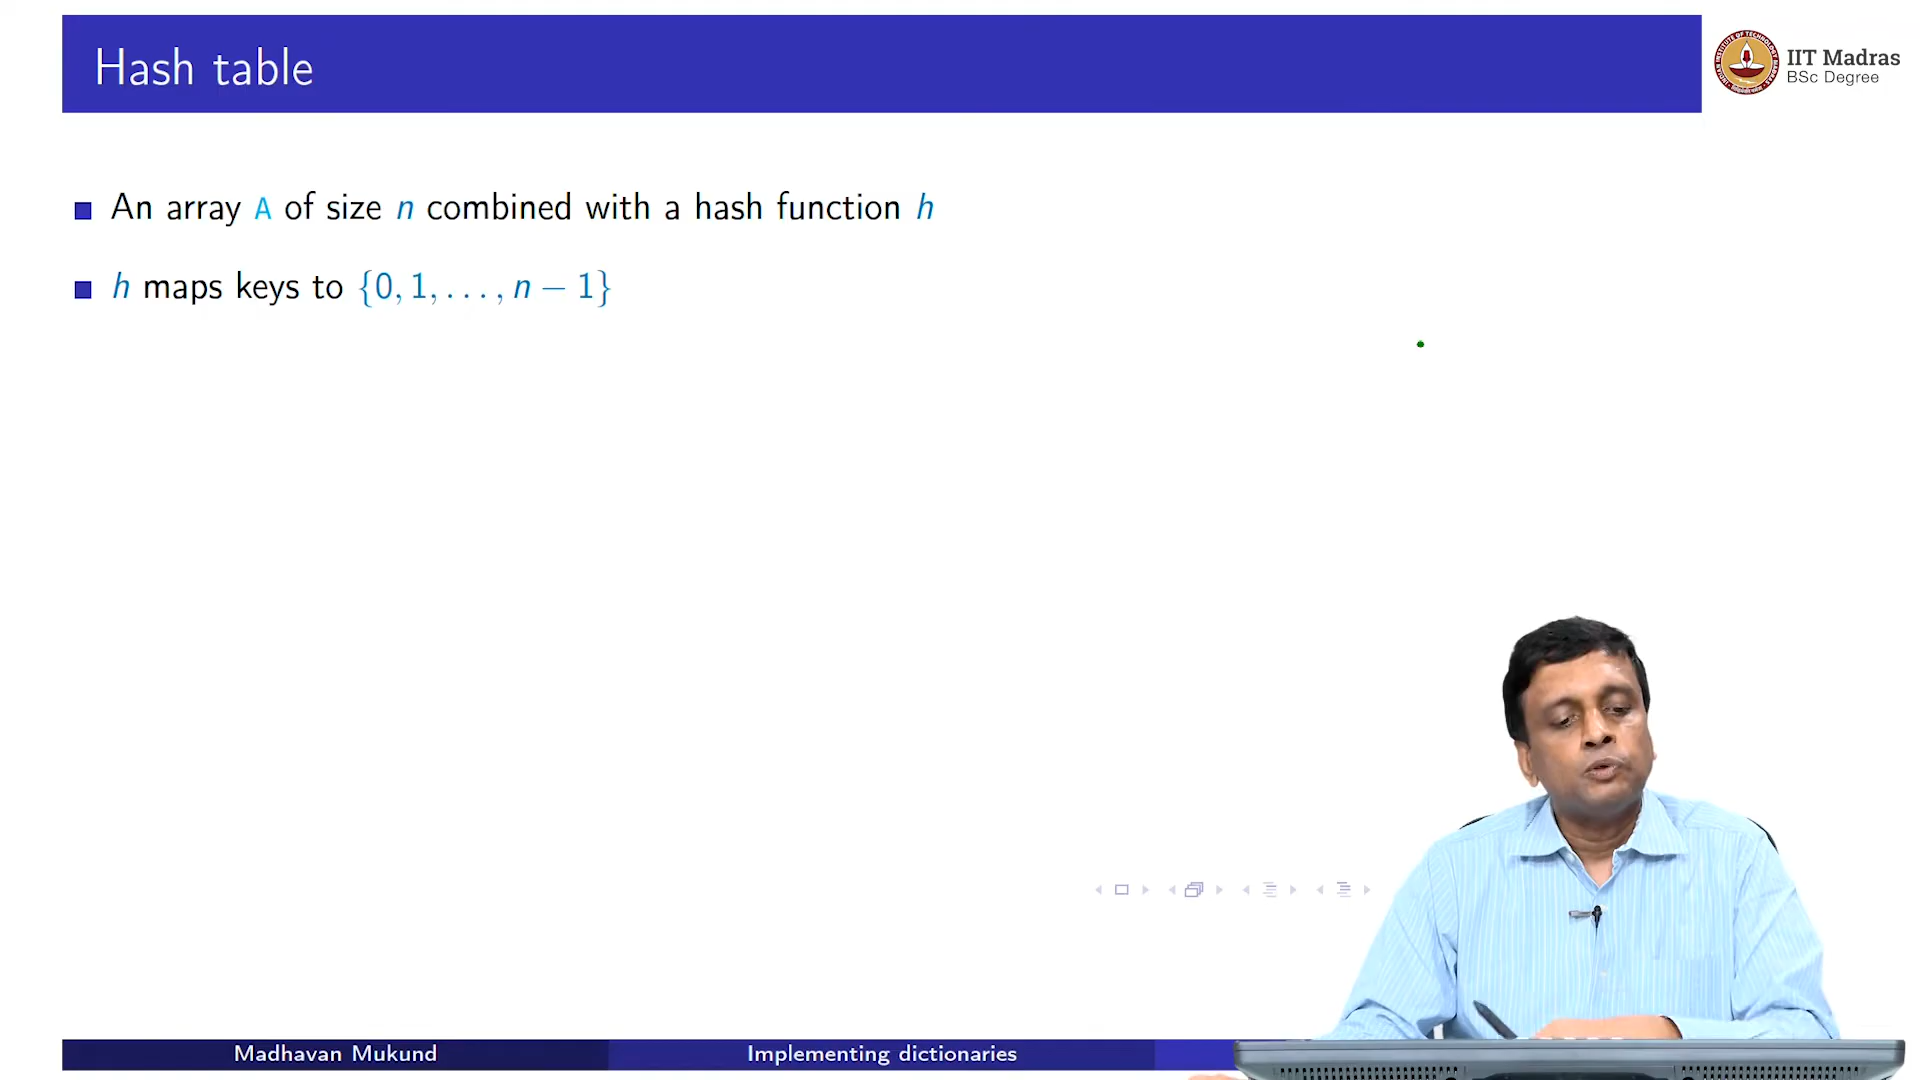 Hash table
IIT Madras
BSc Degree
An array A of size n combined with a hash function h
h maps keys to {0, 1, . . . , n − 1}
Madhavan Mukund
Implementing dictionaries